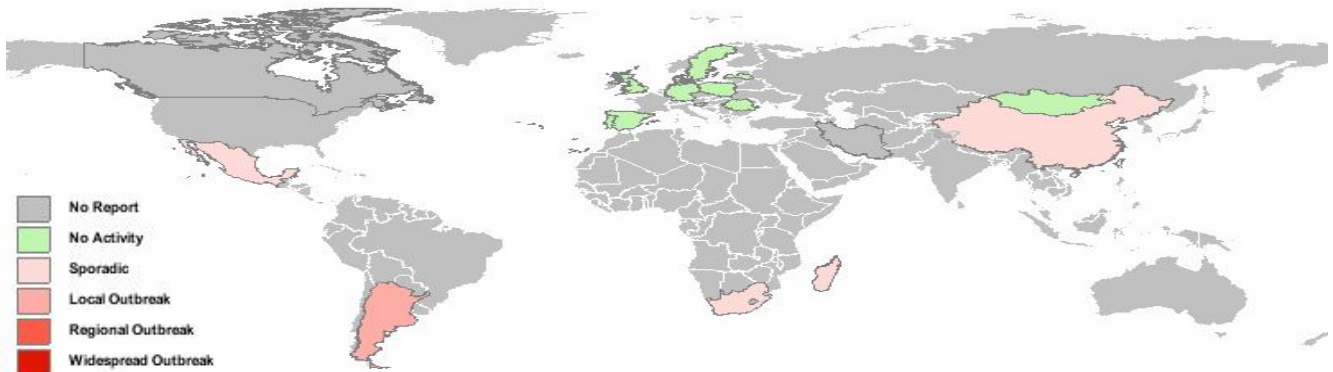 No Report
No Activity
Sporadic
Local Outbreak
Regional Outbreak
Widespread Outbreak